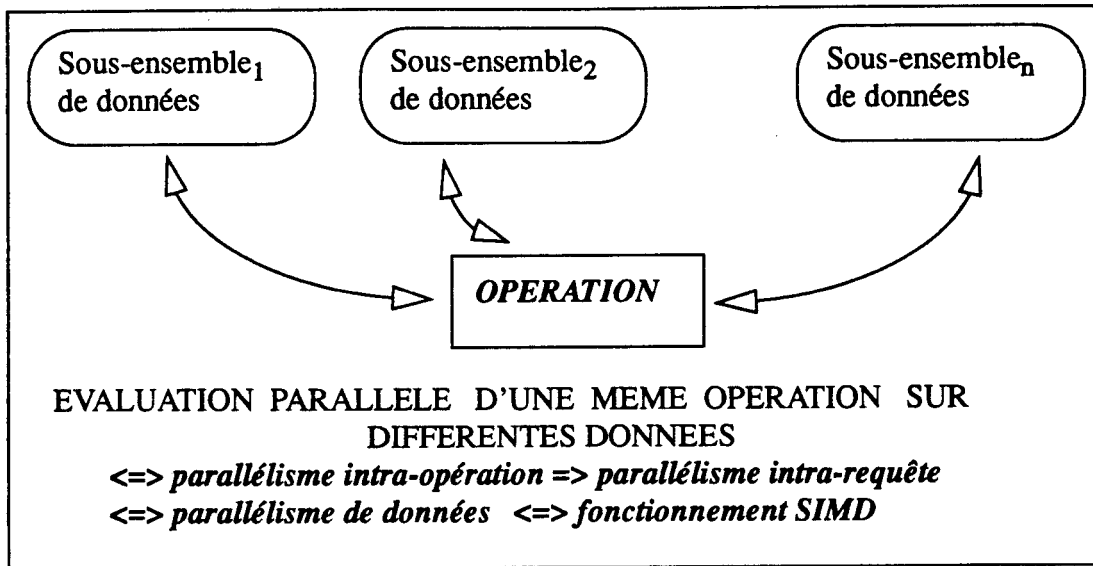 Sous-ensemble1 de données
Sous-ensemble2 de données
Sous-ensemblen de données
OPERATION
EVALUATION PARALLELE D'UNE MEME OPERATION SUR
DIFFERENTES DONNEES
<=> parallélisme intra-opération => parallélisme intra-requête
<=> parallélisme de données <=> fonctionnement SIMD